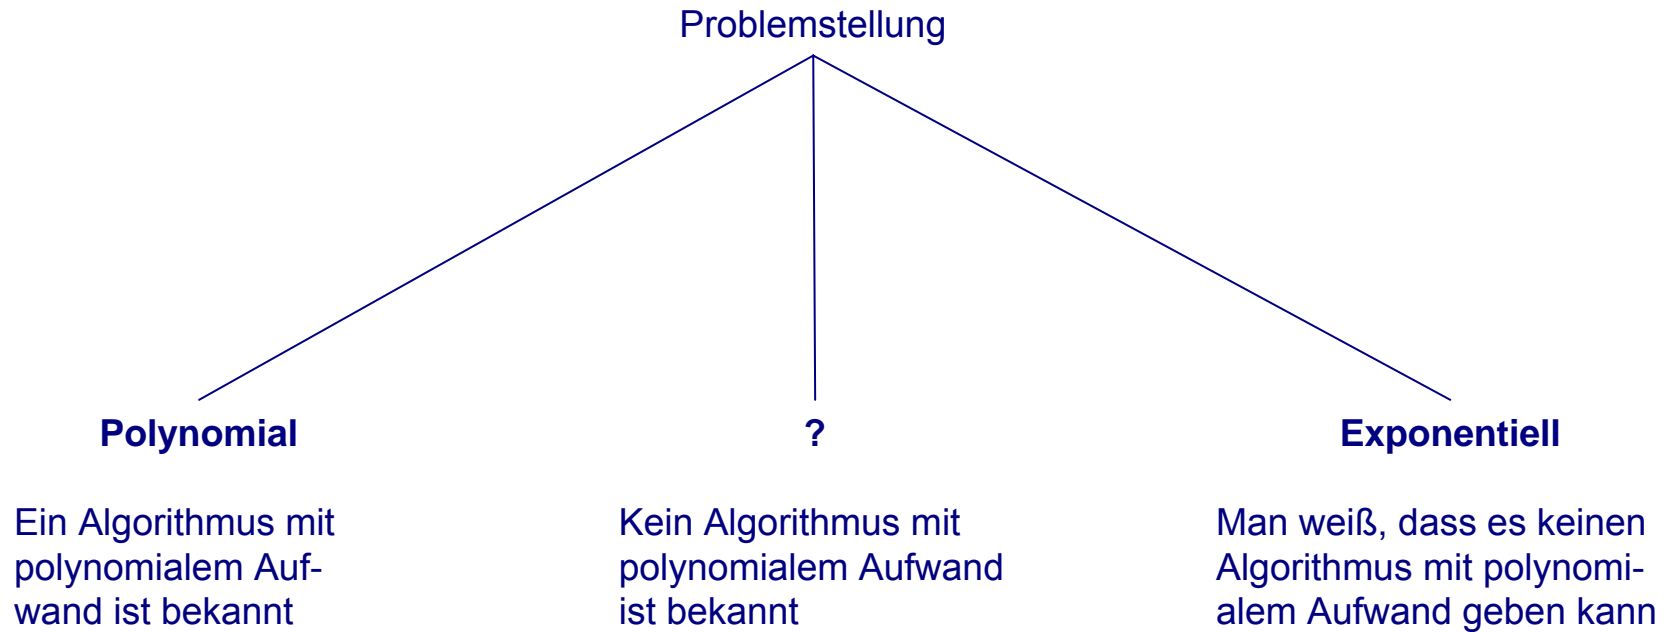 Problemstellung
Polynomial
?
Exponentiell
Ein Algorithmus mit
polynomialem Auf-
wand ist bekannt
Kein Algorithmus mit
polynomialem Aufwand
ist bekannt
Man weiß, dass es keinen
Algorithmus mit polynomi-
alem Aufwand geben kann